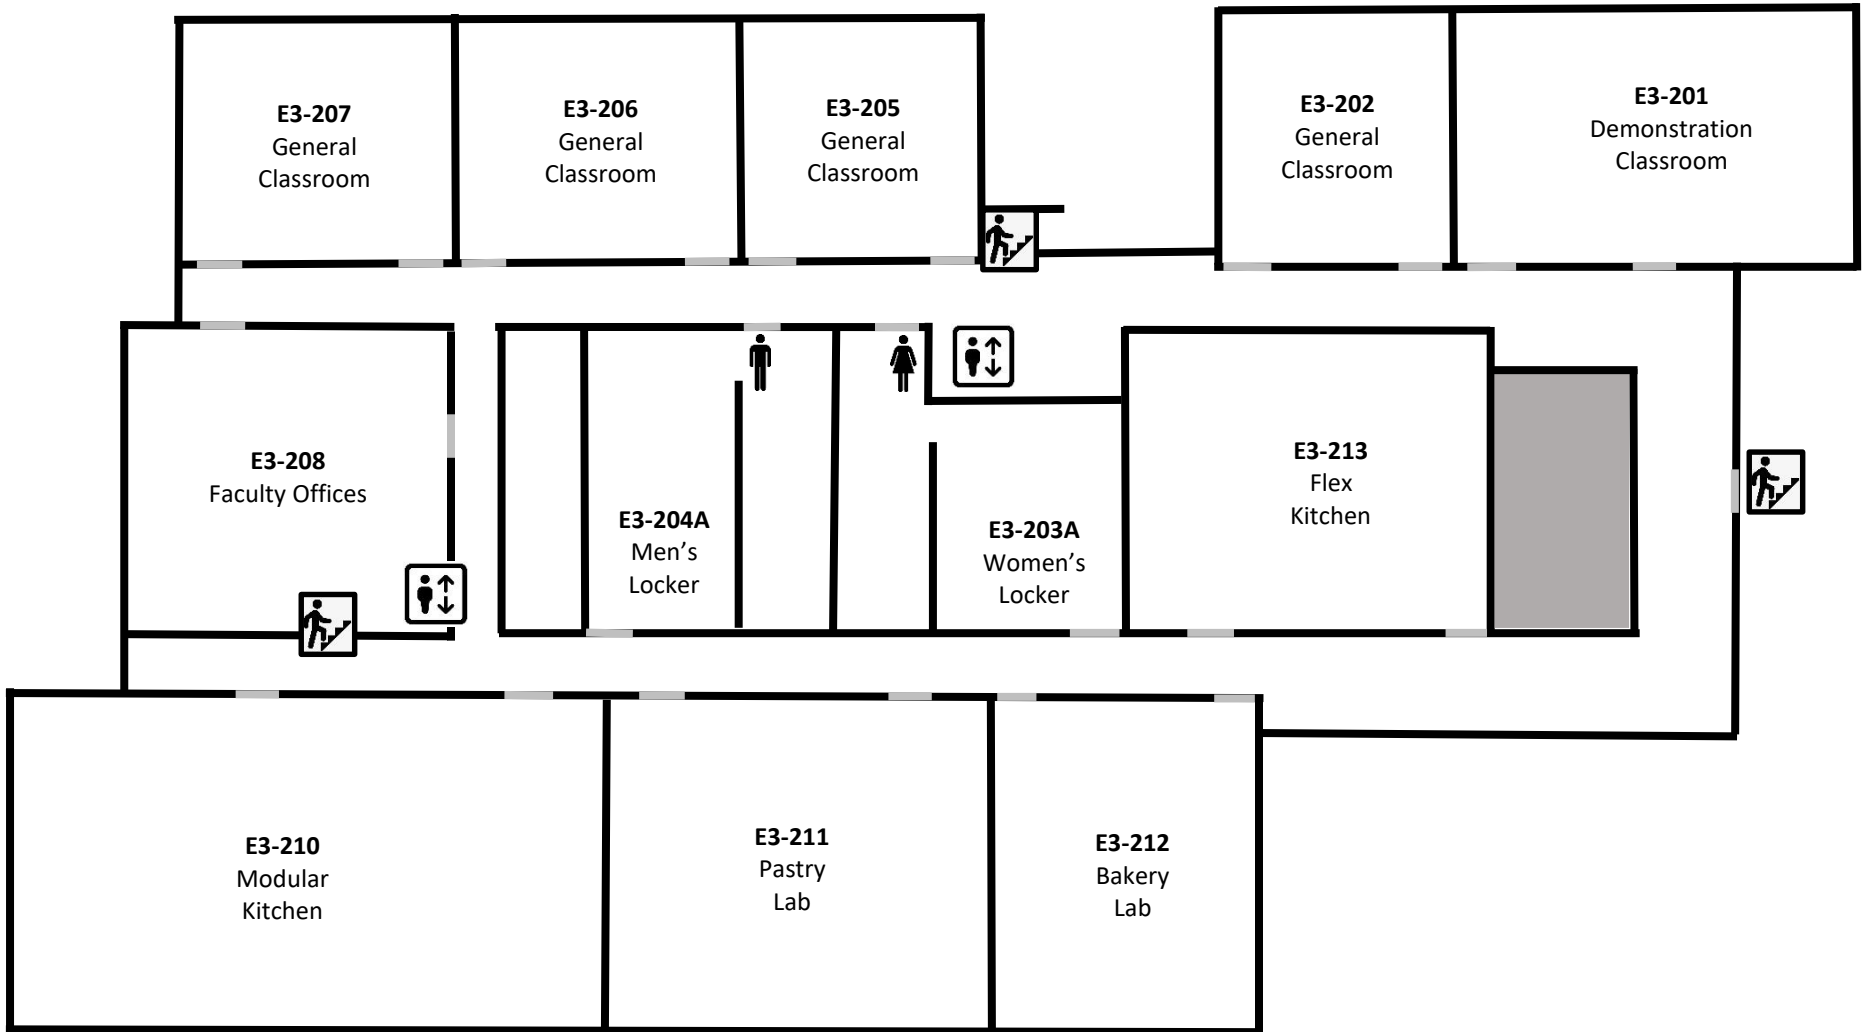 E3-207
General
Classroom
E3-206
General
Classroom
E3-205
General
Classroom
E3-202
General
Classroom
E3-201
Demonstration
Classroom
E3-208
Faculty Offices
E3-204A
Men's
Locker
E3-203A
Women's
Locker
E3-213
Flex
Kitchen
E3-210
Modular
Kitchen
E3-211
Pastry
Lab
E3-212
Bakery
Lab